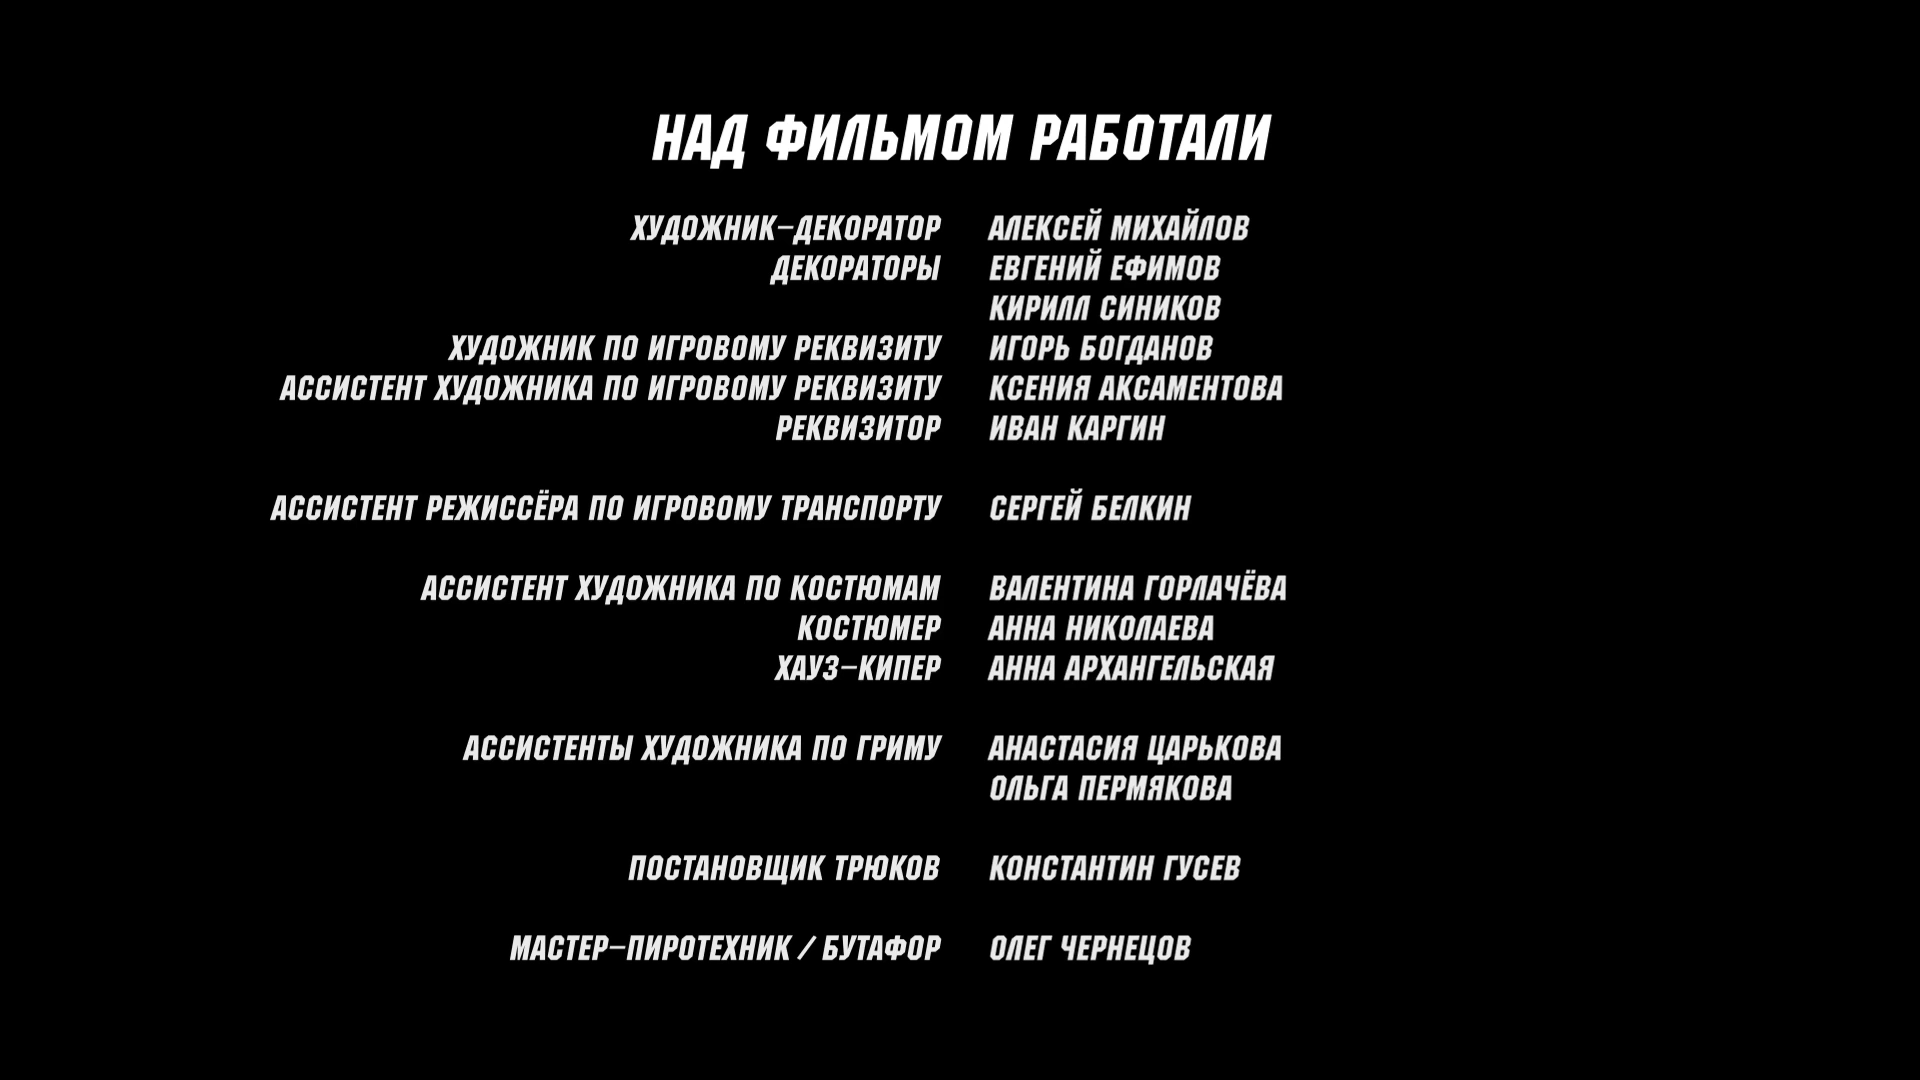 НАД ФИЛЬМОМ РАБОТАЛИ
ХУДОЖНИК-ДЕКОРАТОР АЛЕКСЕЙ МИХАЙЛОВ
ДЕКОРАТОРЫ ЕВГЕНИЙ ЕФИМОВ
КИРИЛЛ СИНИКОВ
ХУДОЖНИК ПО ИГРОВОМУ РЕКВИЗИТУ ИГОРЬ БОГДАНОВ
АССИСТЕНТ ХУДОЖНИКА ПО ИГРОВОМУ РЕКВИЗИТУ КСЕНИЯ АКСАМЕНТОВА
РЕКВИЗИТОР ИВАН КАРГИН
АССИСТЕНТ РЕЖИССЁРА ПО ИГРОВОМУ ТРАНСПОРТУ СЕРГЕЙ БЕЛКИН
АССИСТЕНТ ХУДОЖНИКА ПО КОСТЮМАМ ВАЛЕНТИНА ГОРЛАЧЁВА
КОСТЮМЕР АННА НИКОЛАЕВА
ХАУЗ-КИПЕР АННА АРХАНГЕЛЬСКАЯ
АССИСТЕНТЫ ХУДОЖНИКА ПО ГРИМУ АНАСТАСИЯ ЦАРЬКОВА
ОЛЬГА ПЕРМЯКОВА
ПОСТАНОВЩИК ТРЮКОВ КОНСТАНТИН ГУСЕВ
МАСТЕР-ПИРОТЕХНИК / БУТАФОР ОЛЕГ ЧЕРНЕЦОВ